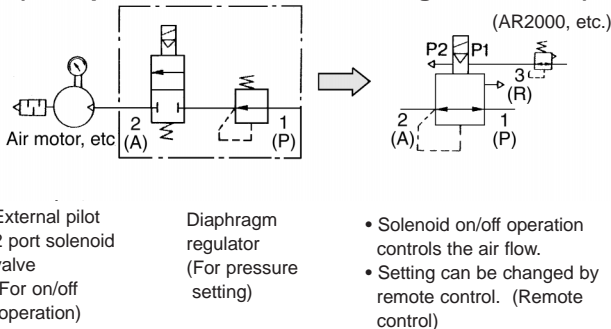 (AR2000, etc.)
P2 P1
3
(R)
2
(A)
1
(P)
Air motor, etc
2
(A)
1
(P)
External pilot
2 port solenoid
valve
(For on/off
operation)
Diaphragm
regulator
(For pressure
setting)
• Solenoid on/off operation
controls the air flow.
• Setting can be changed by
remote control. (Remote
control)